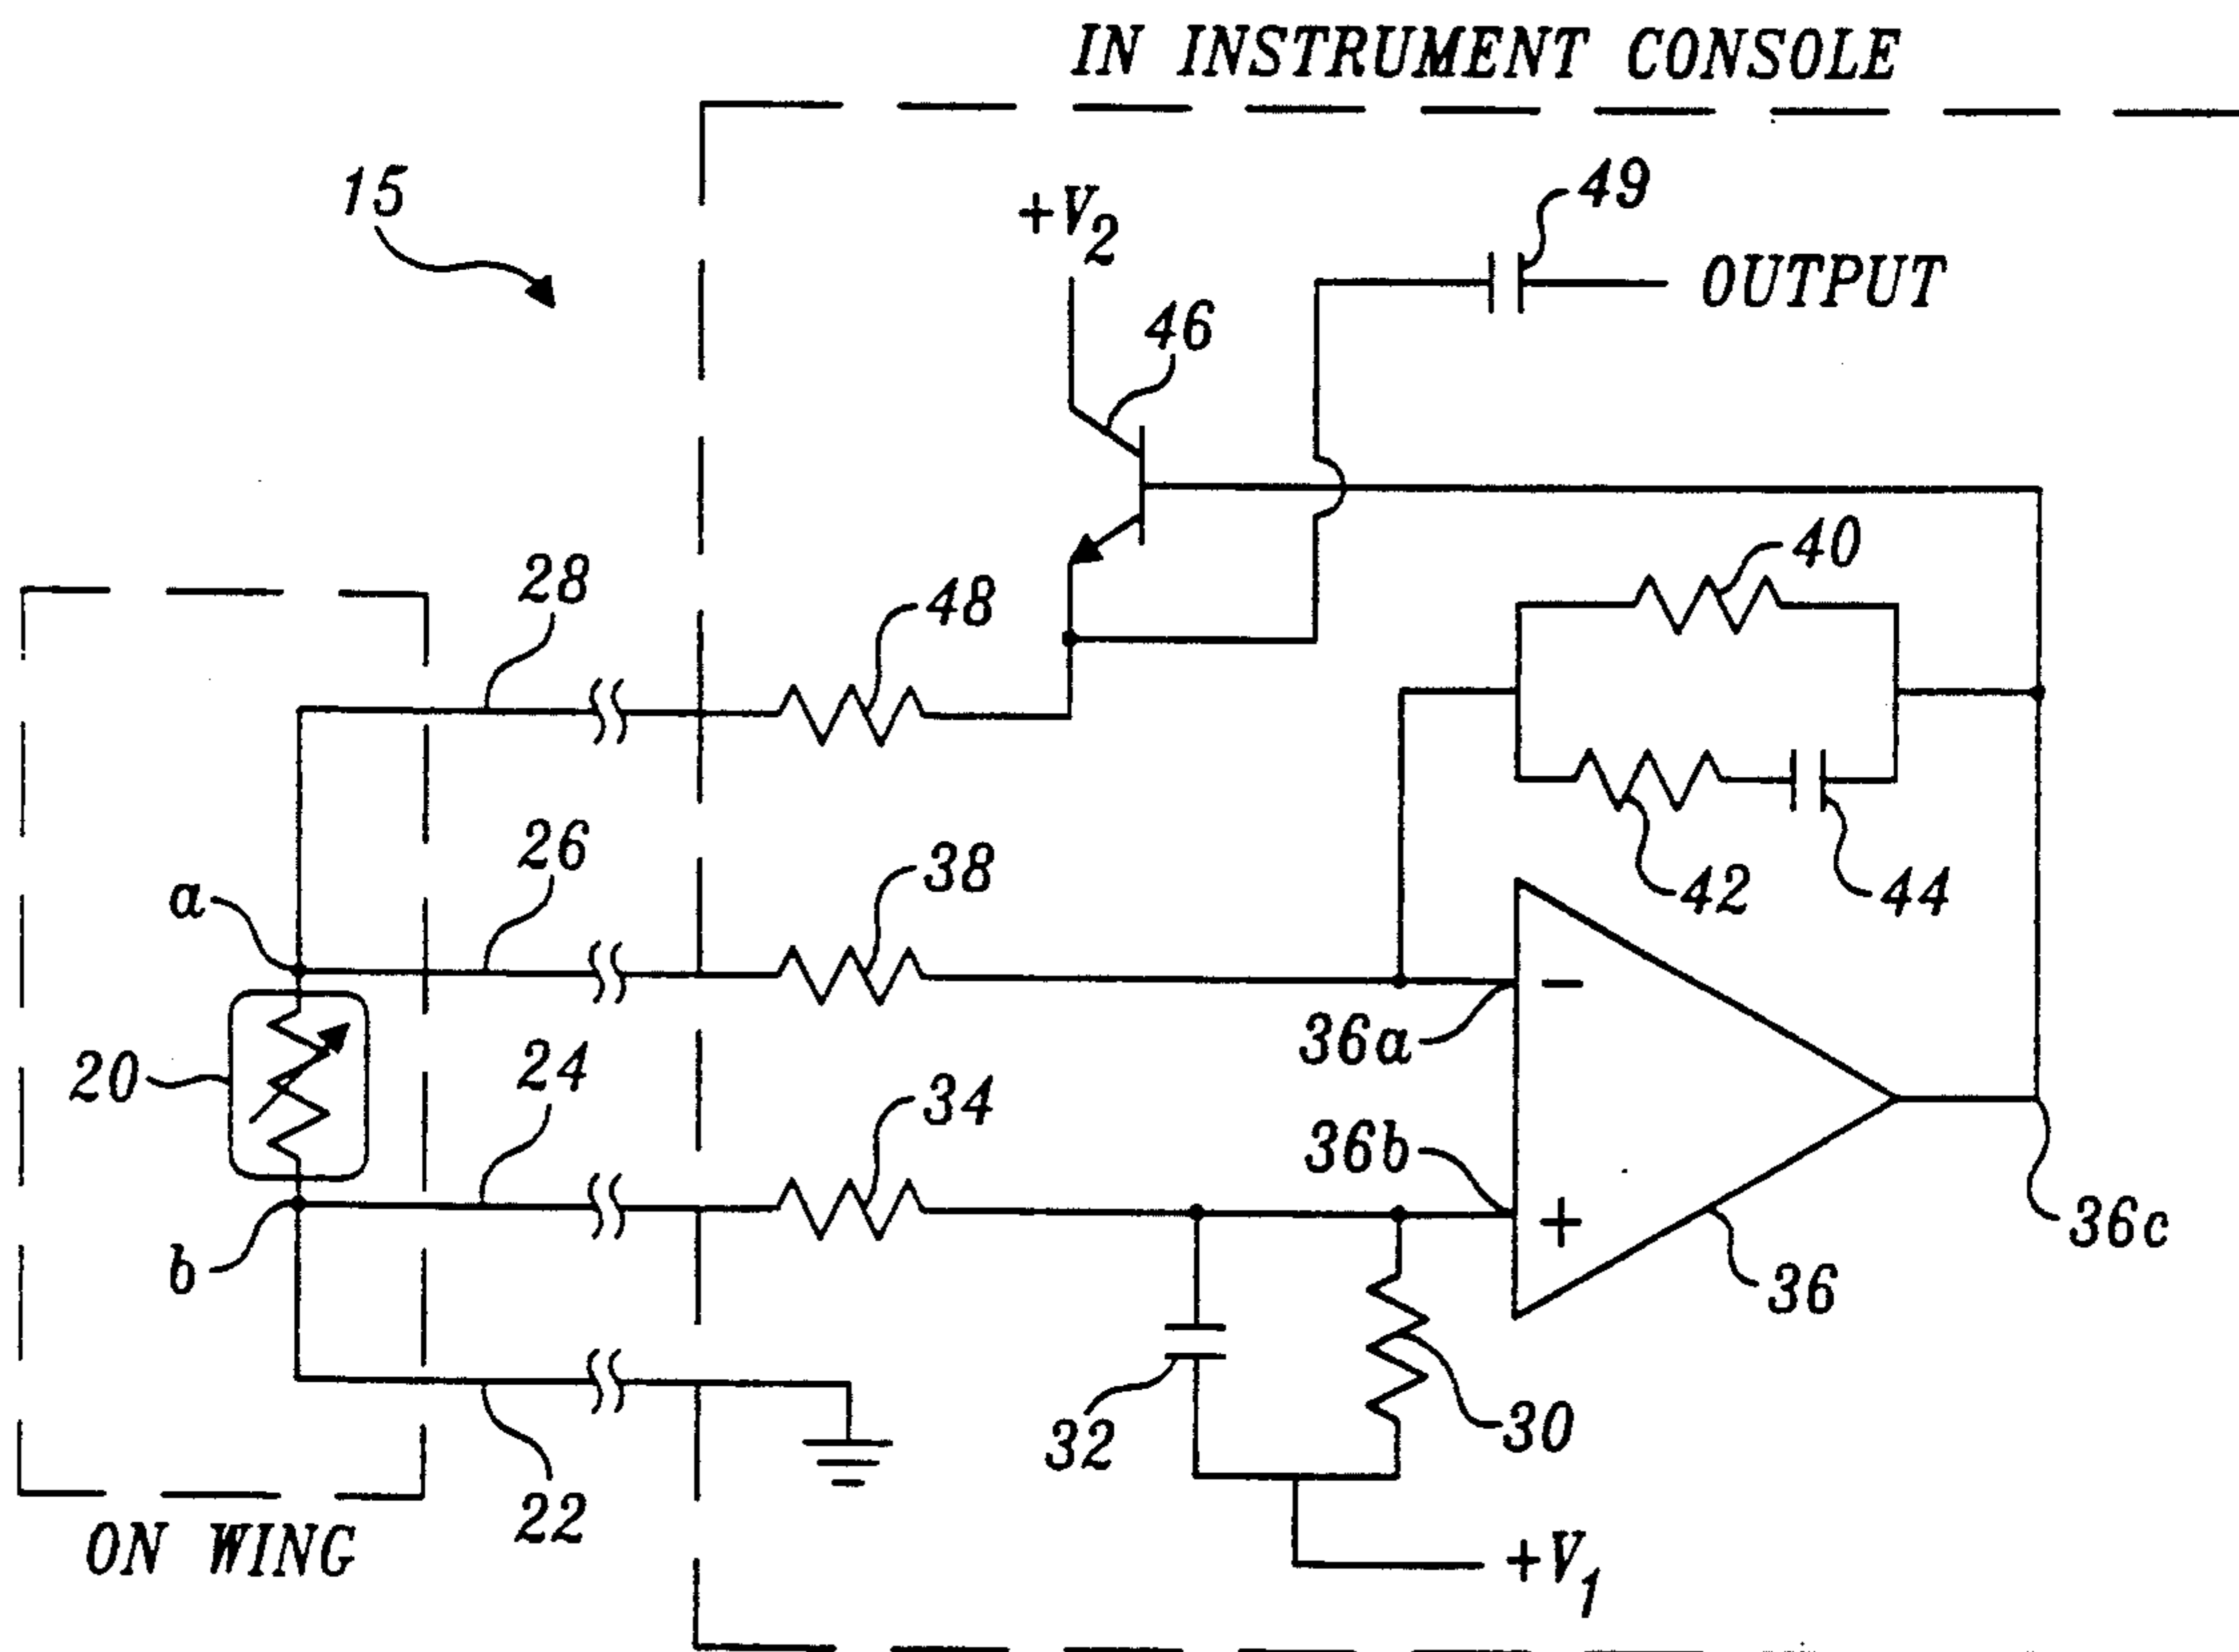 IN INSTRUMENT CONSOLE
15
+V2
49
OUTPUT
46
40
28
48
42
44
26
38
a
36a
20
24
34
36b
-
+
36c
b
36
32
30
22
ON WING
+V1